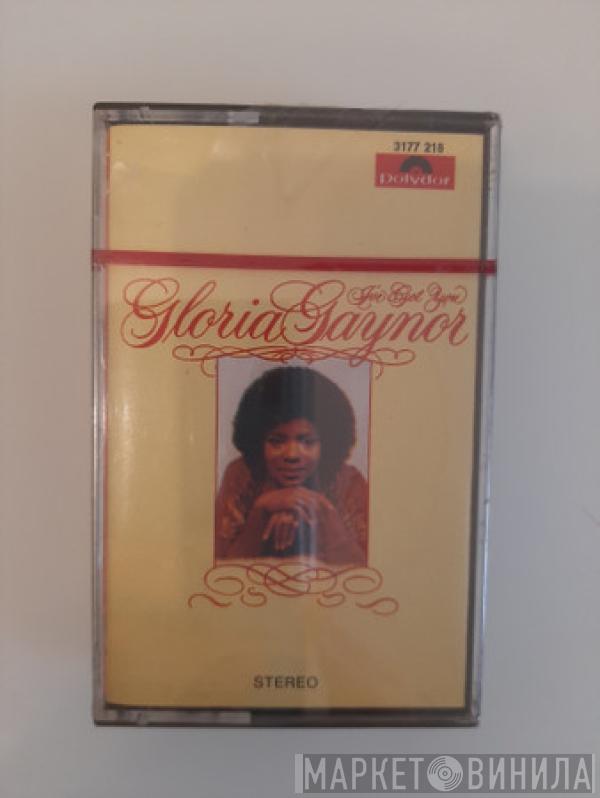 3177 218
Polydor
I've Got You
Gloria Gaynor
STEREO
МАРКЕТ ВИНИЛА